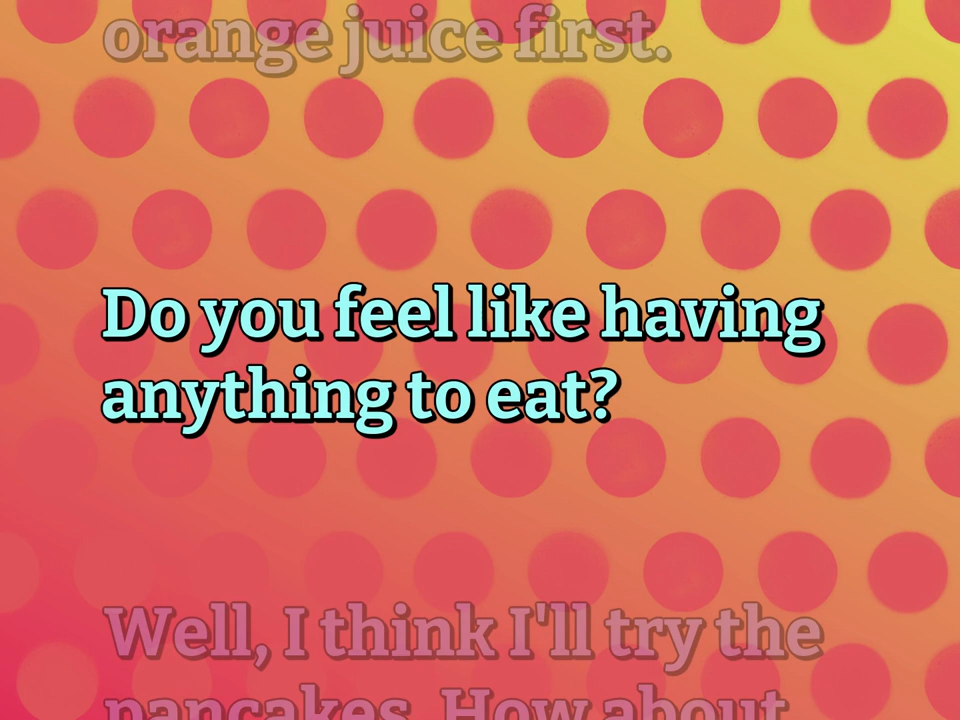 orange juice first.
Do you feel like having
anything to eat?
Well, I think I'll try the
pancakes. How about